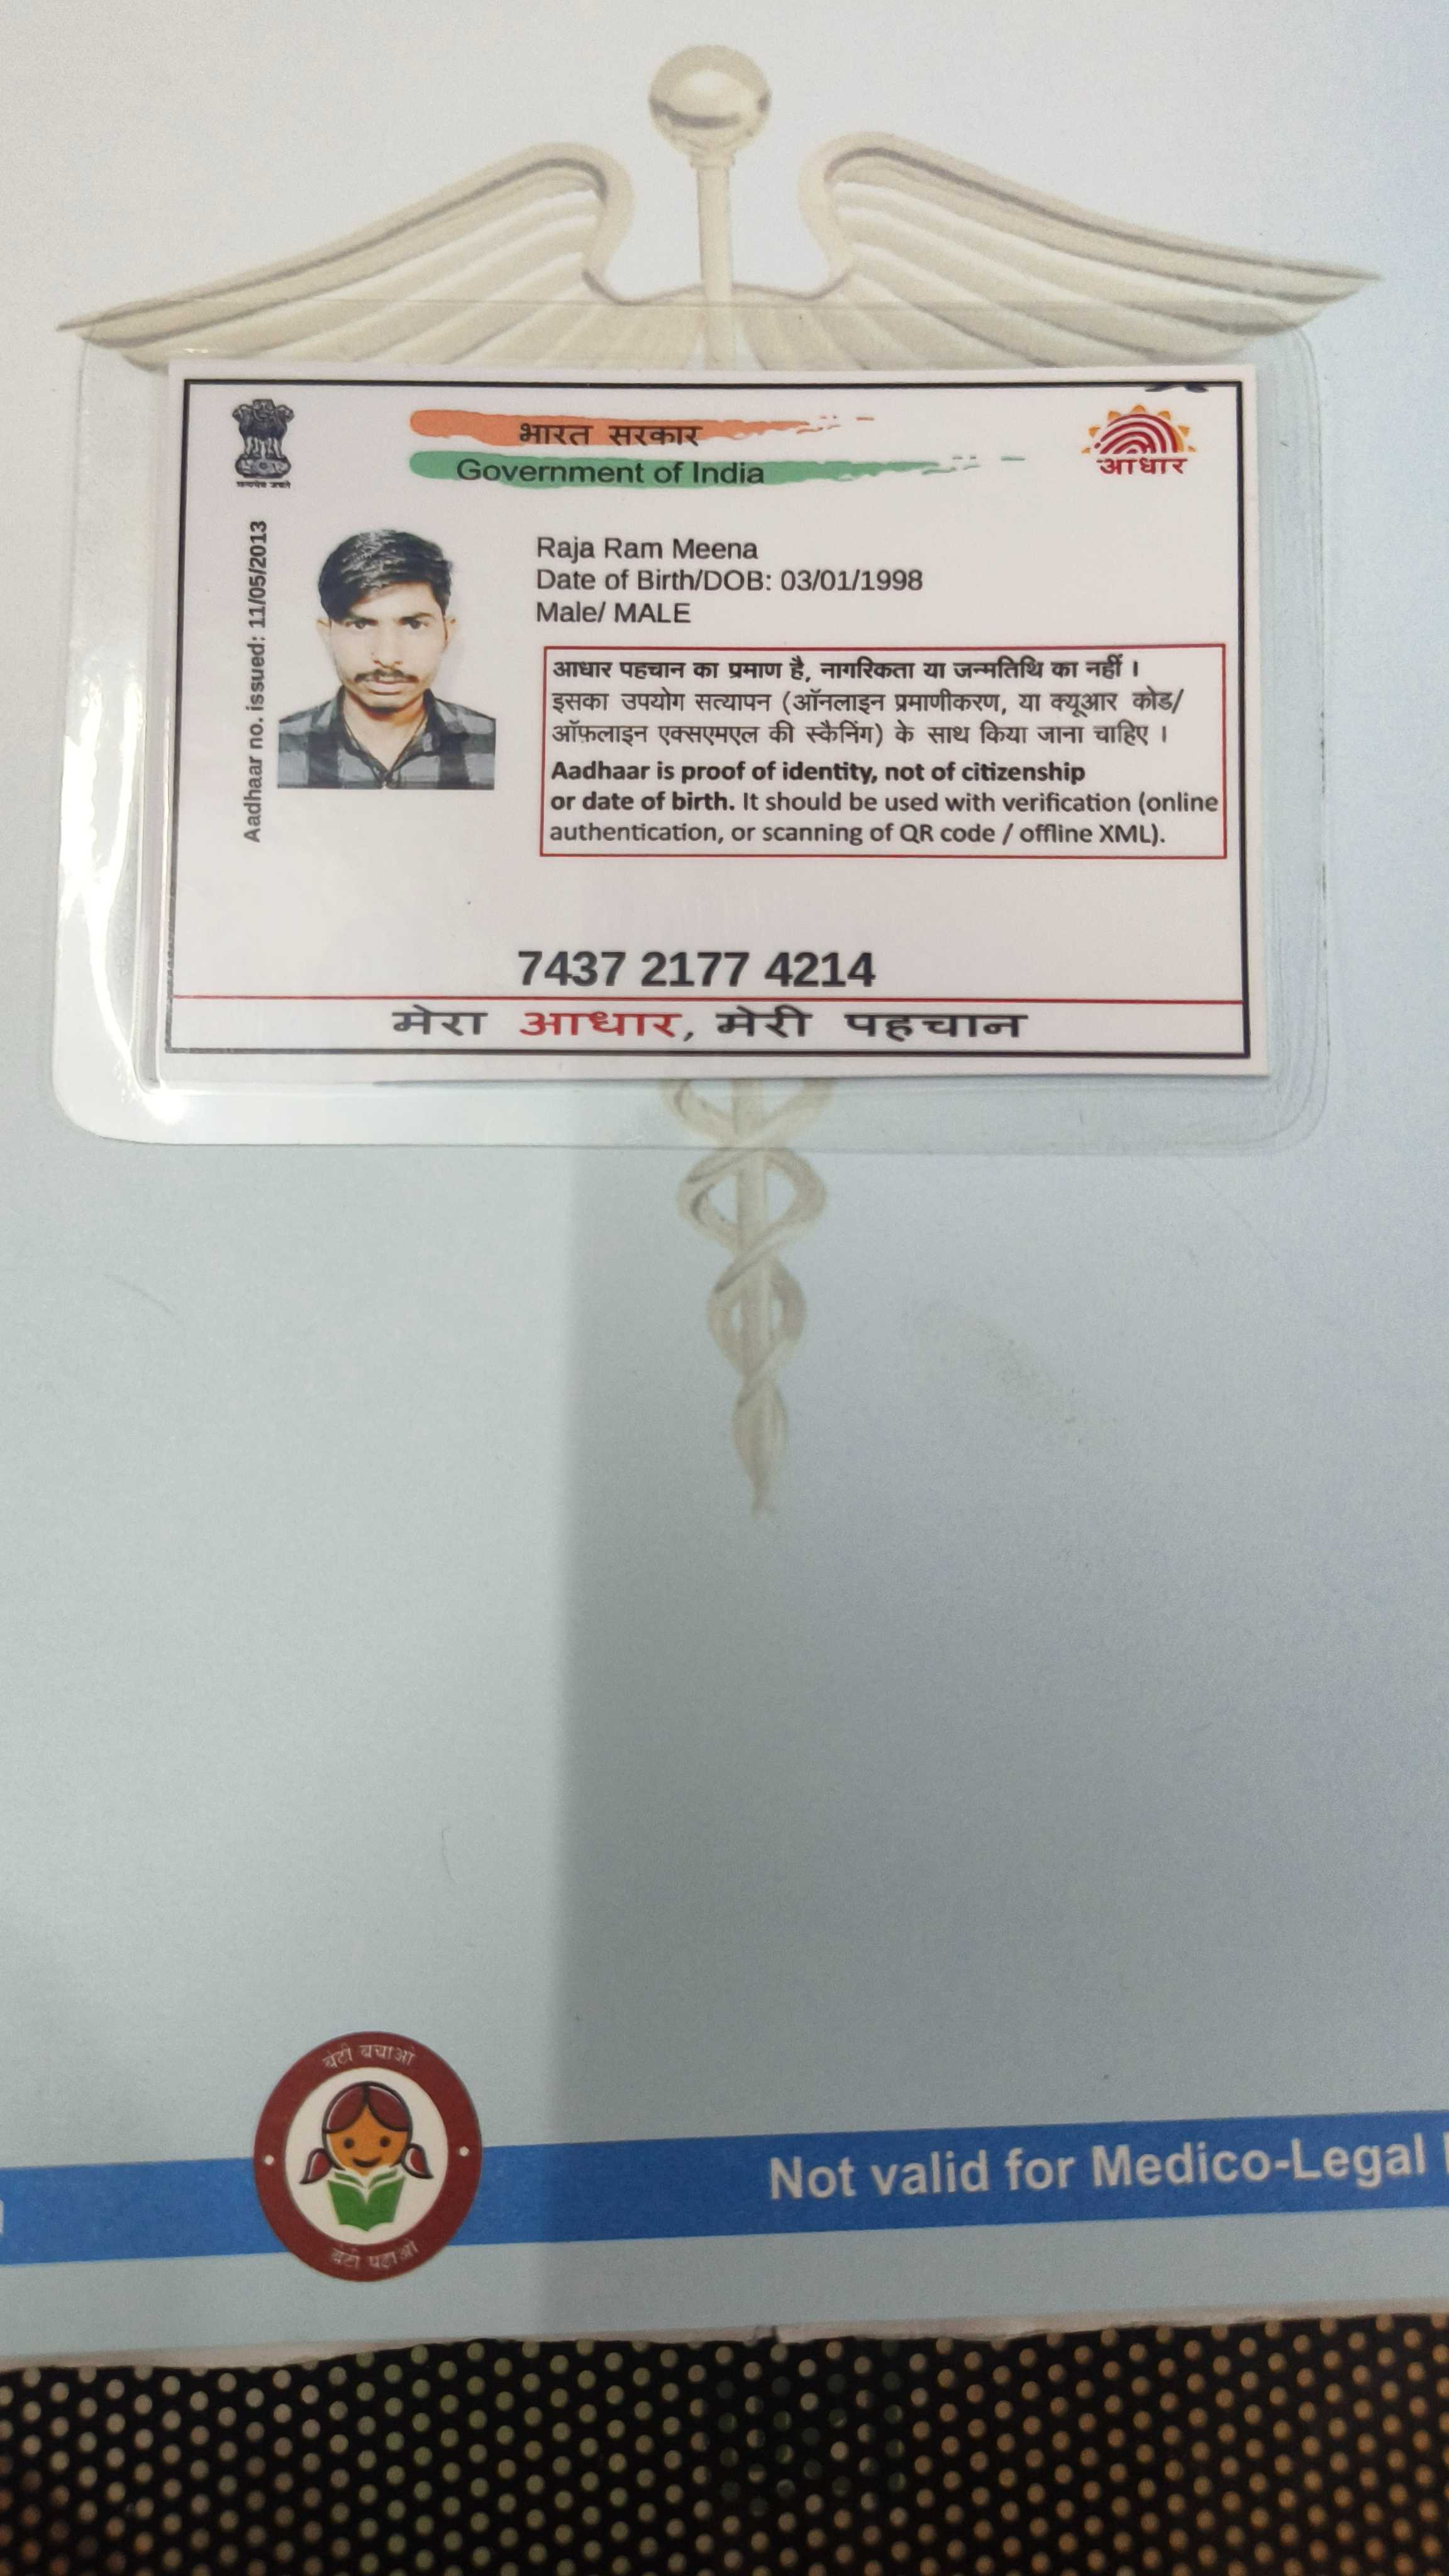 भारत सरकार
Government of India
आधार
सत्यमेव जयते
Aadhaar no. issued: 11/05/2013
Raja Ram Meena
Date of Birth/DOB: 03/01/1998
Male/ MALE
आधार पहचान का प्रमाण है, नागरिकता या जन्मतिथि का नहीं ।
इसका उपयोग सत्यापन (ऑनलाइन प्रमाणीकरण, या क्यूआर कोड/
ऑफ़लाइन एक्सएमएल की स्कैनिंग) के साथ किया जाना चाहिए ।
Aadhaar is proof of identity, not of citizenship
or date of birth. It should be used with verification (online
authentication, or scanning of QR code / offline XML).
7437 2177 4214
मेरा आधार, मेरी पहचान
बेटी बचाओ
बेटी पढ़ाओ
Not valid for Medico-Legal